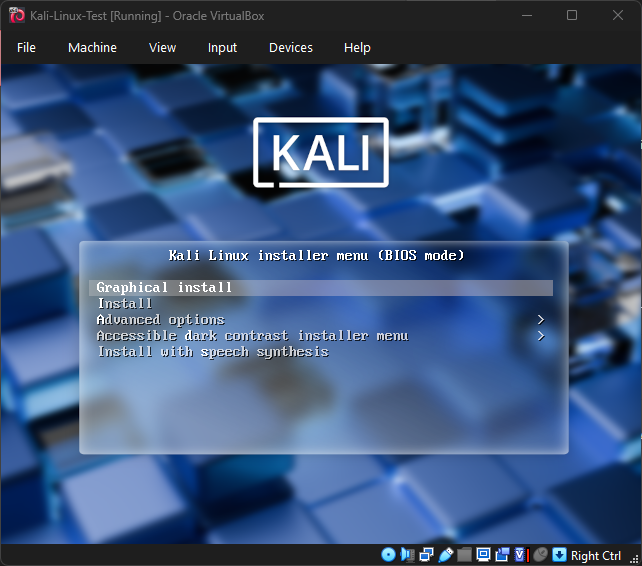 Kali-Linux-Test [Running] - Oracle VirtualBox
File Machine View Input Devices Help
KALI
Kali Linux installer menu (BIOS mode)
Graphical install
Install
Advanced options >
Accessible dark contrast installer menu >
Install with speech synthesis
Right Ctrl